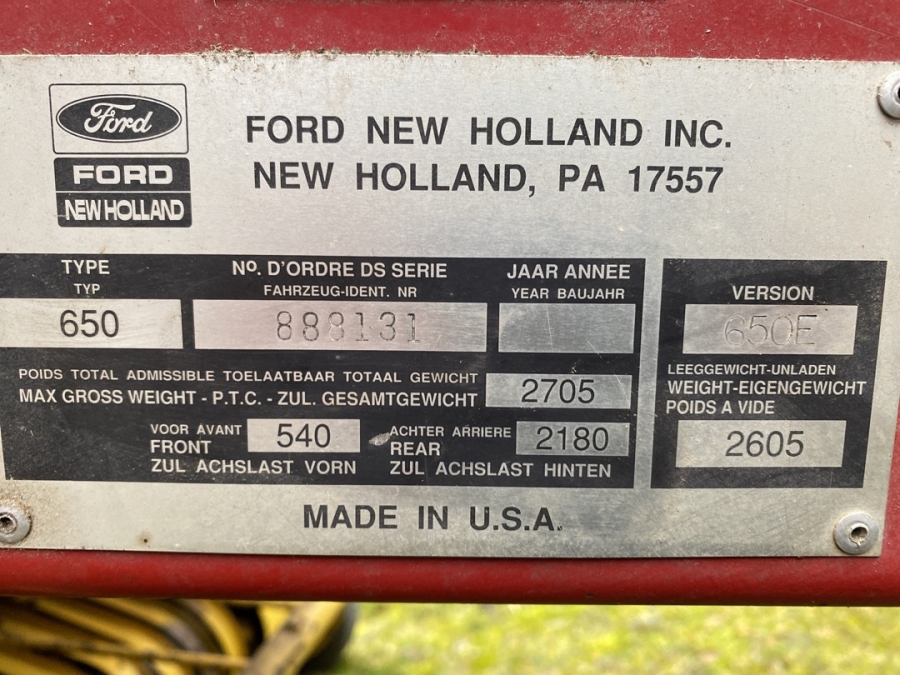 Ford
FORD
NEW HOLLAND
FORD NEW HOLLAND INC.
NEW HOLLAND, PA 17557
TYPE
TYP
650
Nº. D'ORDRE DS SERIE
FAHRZEUG-IDENT. NR
888131
JAAR ANNEE
YEAR BAUJAHR
VERSION
650E
POIDS TOTAL ADMISSIBLE TOELAATBAAR TOTAAL GEWICHT
MAX GROSS WEIGHT - P.T.C. - ZUL. GESAMTGEWICHT
2705
VOOR AVANT
FRONT
ZUL ACHSLAST VORN
540
ACHTER ARRIERE
REAR
ZUL ACHSLAST HINTEN
2180
LEEGGEWICHT-UNLADEN
WEIGHT-EIGENGEWICHT
POIDS A VIDE
2605
MADE IN U.S.A.